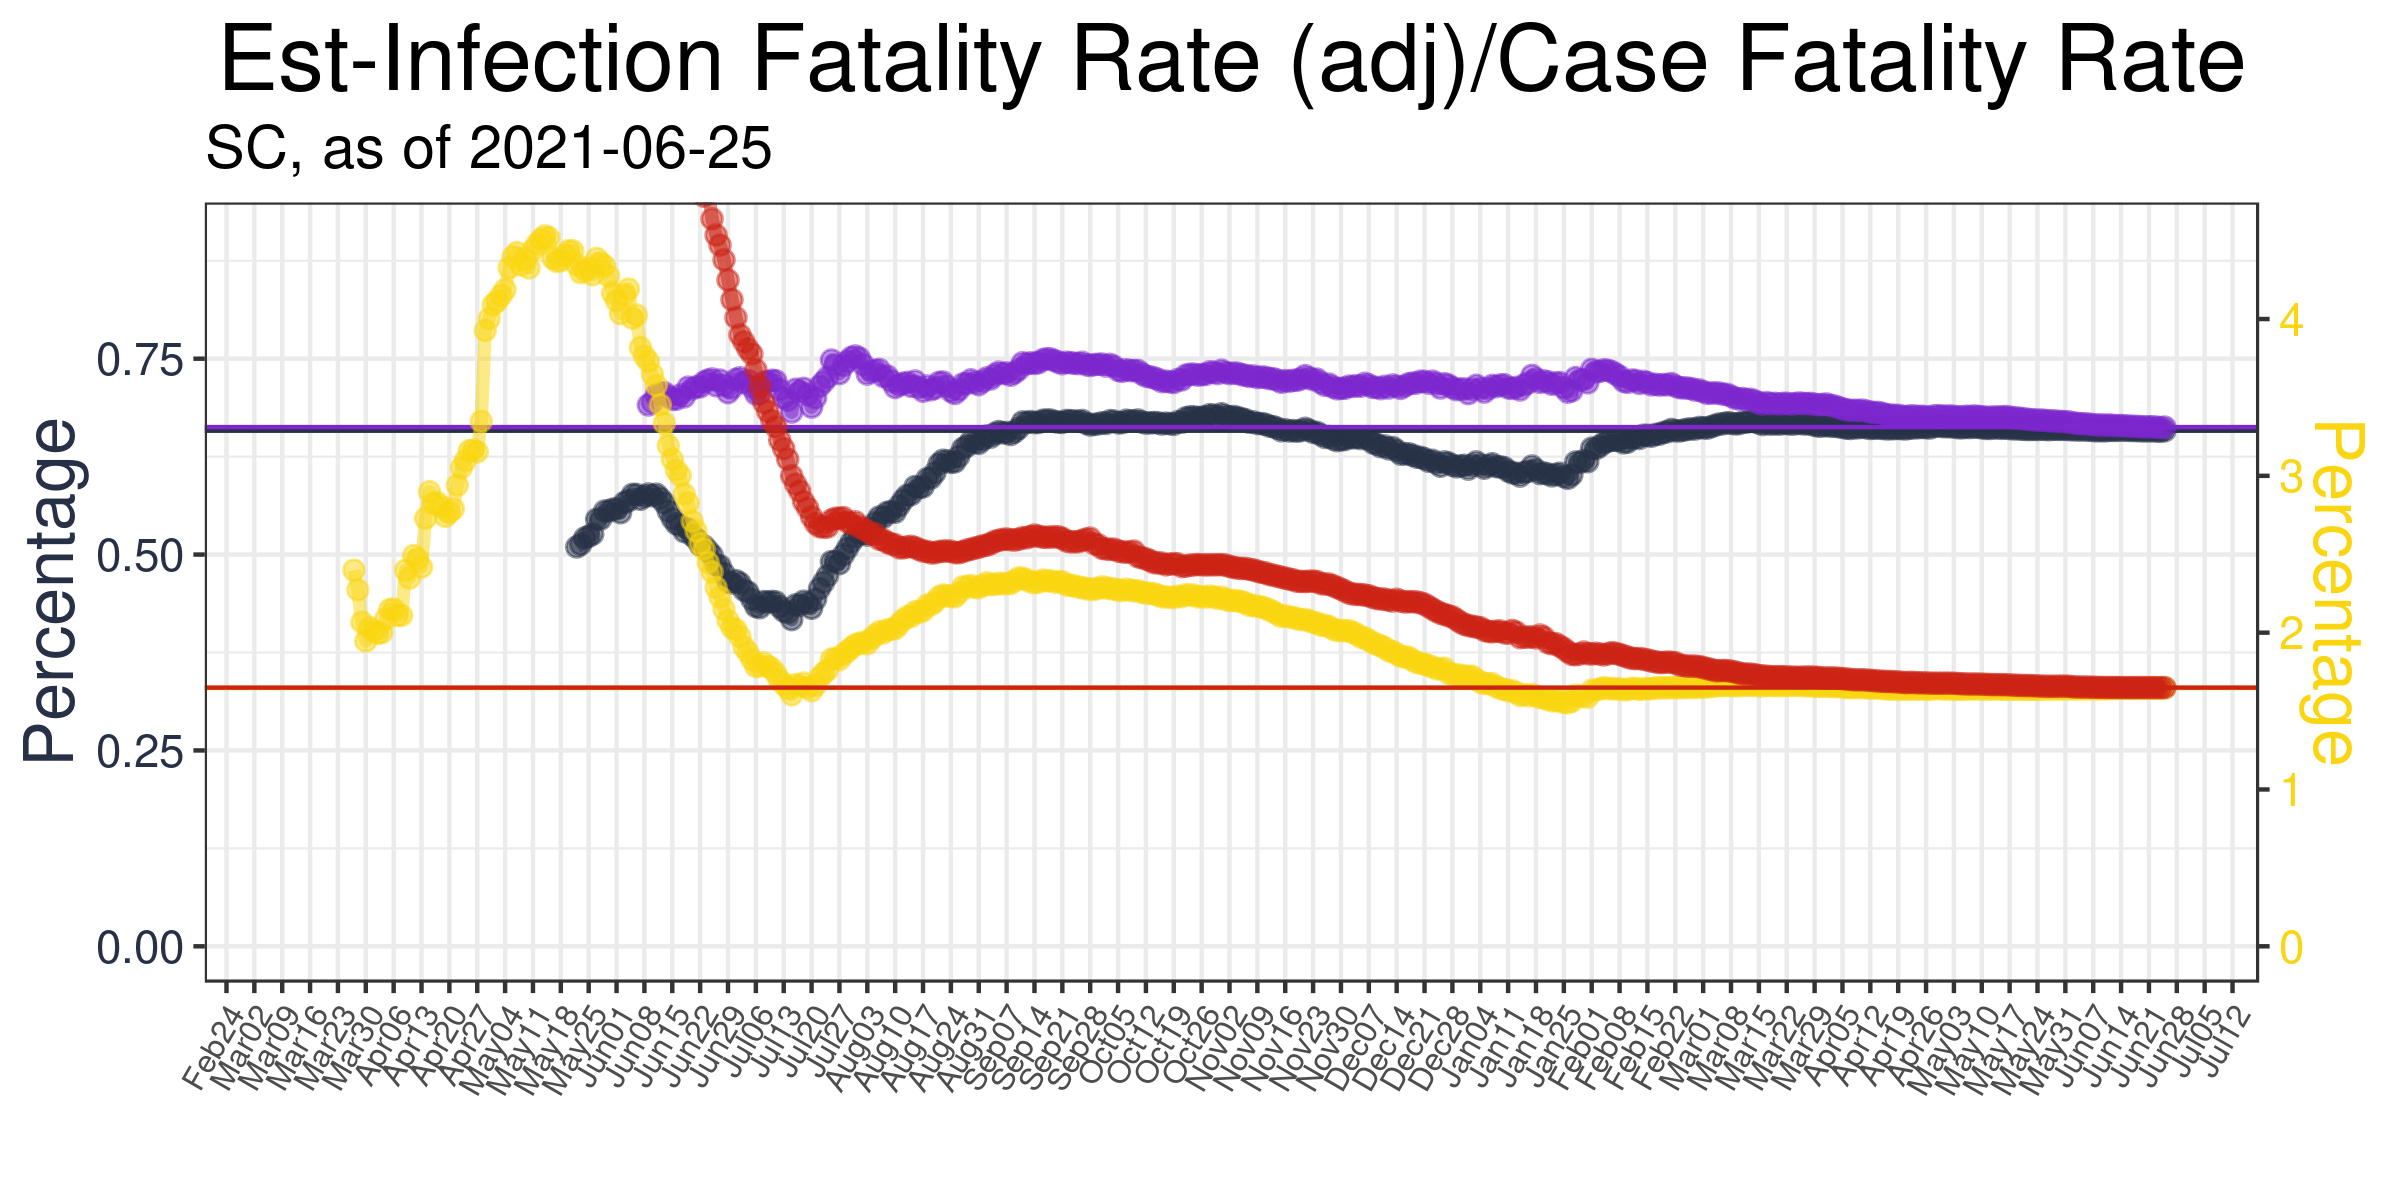 Est-Infection Fatality Rate (adj)/Case Fatality Rate
SC, as of 2021-06-25
Percentage
0.75
0.50
0.25
0.00
4
3
2
1
0
Percentage
Feb24
Mar02
Mar09
Mar16
Mar23
Mar30
Apr06
Apr13
Apr20
Apr27
May04
May11
May18
May25
Jun01
Jun08
Jun15
Jun22
Jun29
Jul06
Jul13
Jul20
Jul27
Aug03
Aug10
Aug17
Aug24
Aug31
Sep07
Sep14
Sep21
Sep28
Oct05
Oct12
Oct19
Oct26
Nov02
Nov09
Nov16
Nov23
Nov30
Dec07
Dec14
Dec21
Dec28
Jan04
Jan11
Jan18
Jan25
Feb01
Feb08
Feb15
Feb22
Mar01
Mar08
Mar15
Mar22
Mar29
Apr05
Apr12
Apr19
Apr26
May03
May10
May17
May24
May31
Jun07
Jun14
Jun21
Jun28
Jul05
Jul12